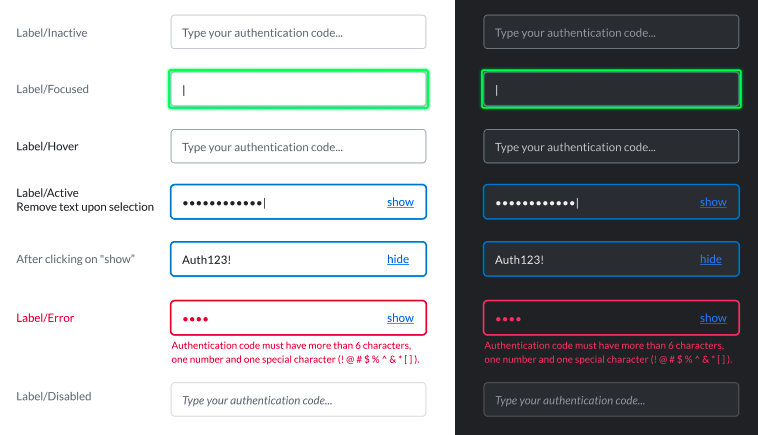 Label/Inactive
Type your authentication code...
Type your authentication code...
Label/Focused
|
|
Label/Hover
Type your authentication code...
Type your authentication code...
Label/Active
Remove text upon selection
••••••••••••|
show
••••••••••••|
show
After clicking on "show"
Auth123!
hide
Auth123!
hide
Label/Error
••••
show
••••
show
Authentication code must have more than 6 characters,
one number and one special character (! @ # $ % ^ & * [ ] ).
Authentication code must have more than 6 characters,
one number and one special character (! @ # $ % ^ & * [ ] ).
Label/Disabled
Type your authentication code...
Type your authentication code...